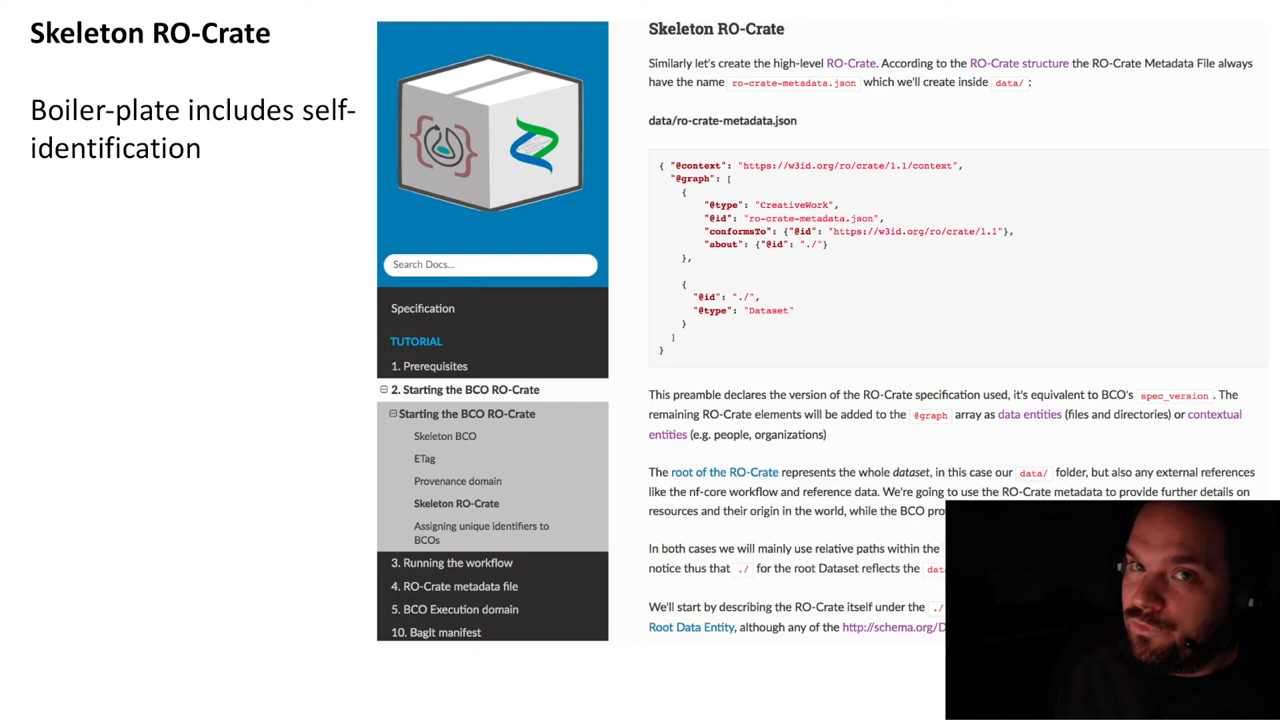 Skeleton RO-Crate
Boiler-plate includes self-
identification
Search Docs...
Specification
TUTORIAL
1. Prerequisites
2. Starting the BCO RO-Crate
Starting the BCO RO-Crate
Skeleton BCO
ETag
Provenance domain
Skeleton RO-Crate
Assigning unique identifiers to
BCOs
3. Running the workflow
4. RO-Crate metadata file
5. BCO Execution domain
10. BagIt manifest
Skeleton RO-Crate
Similarly let's create the high-level RO-Crate. According to the RO-Crate structure the RO-Crate Metadata File always
have the name ro-crate-metadata.json which we'll create inside data/ :
data/ro-crate-metadata.json
{ "@context": "https://w3id.org/ro/crate/1.1/context",
"@graph": [
{
"@type": "CreativeWork",
"@id": "ro-crate-metadata.json",
"conformsTo": {"@id": "https://w3id.org/ro/crate/1.1"},
"about": {"@id": "./"}
},
{
"@id": "./",
"@type": "Dataset"
}
]
}
This preamble declares the version of the RO-Crate specification used, it's equivalent to BCO's spec_version . The
remaining RO-Crate elements will be added to the @graph array as data entities (files and directories) or contextual
entities (e.g. people, organizations)
The root of the RO-Crate represents the whole dataset, in this case our data/ folder, but also any external references
like the nf-core workflow and reference data. We're going to use the RO-Crate metadata to provide further details on
resources and their origin in the world, while the BCO
In both cases we will mainly use relative paths within the
notice thus that ./ for the root Dataset reflects the
We'll start by describing the RO-Crate itself under the ./
Root Data Entity, although any of the http://schema.org/